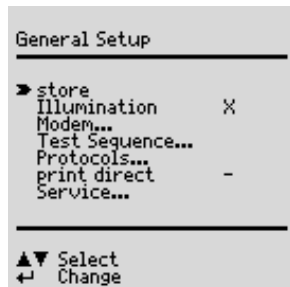 General Setup
➤ store
Illumination X
Modem...
Test Sequence...
Protocols...
print direct -
Service...
▲▼ Select
↵ Change